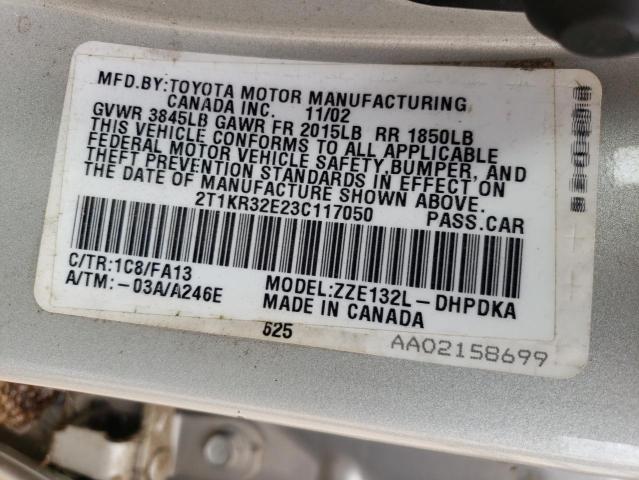 MFD.BY:TOYOTA MOTOR MANUFACTURING
CANADA INC. 11/02
GVWR 3845LB GAWR FR 2015LB RR 1850LB
THIS VEHICLE CONFORMS TO ALL APPLICABLE
FEDERAL MOTOR VEHICLE SAFETY,BUMPER, AND
THEFT PREVENTION STANDARDS IN EFFECT ON
THE DATE OF MANUFACTURE SHOWN ABOVE.
2T1KR32E23C117050 PASS.CAR
C/TR:1C8/FA13 MODEL:ZZE132L-DHPDKA
A/TM:-03A/A246E MADE IN CANADA
625 AA02158699